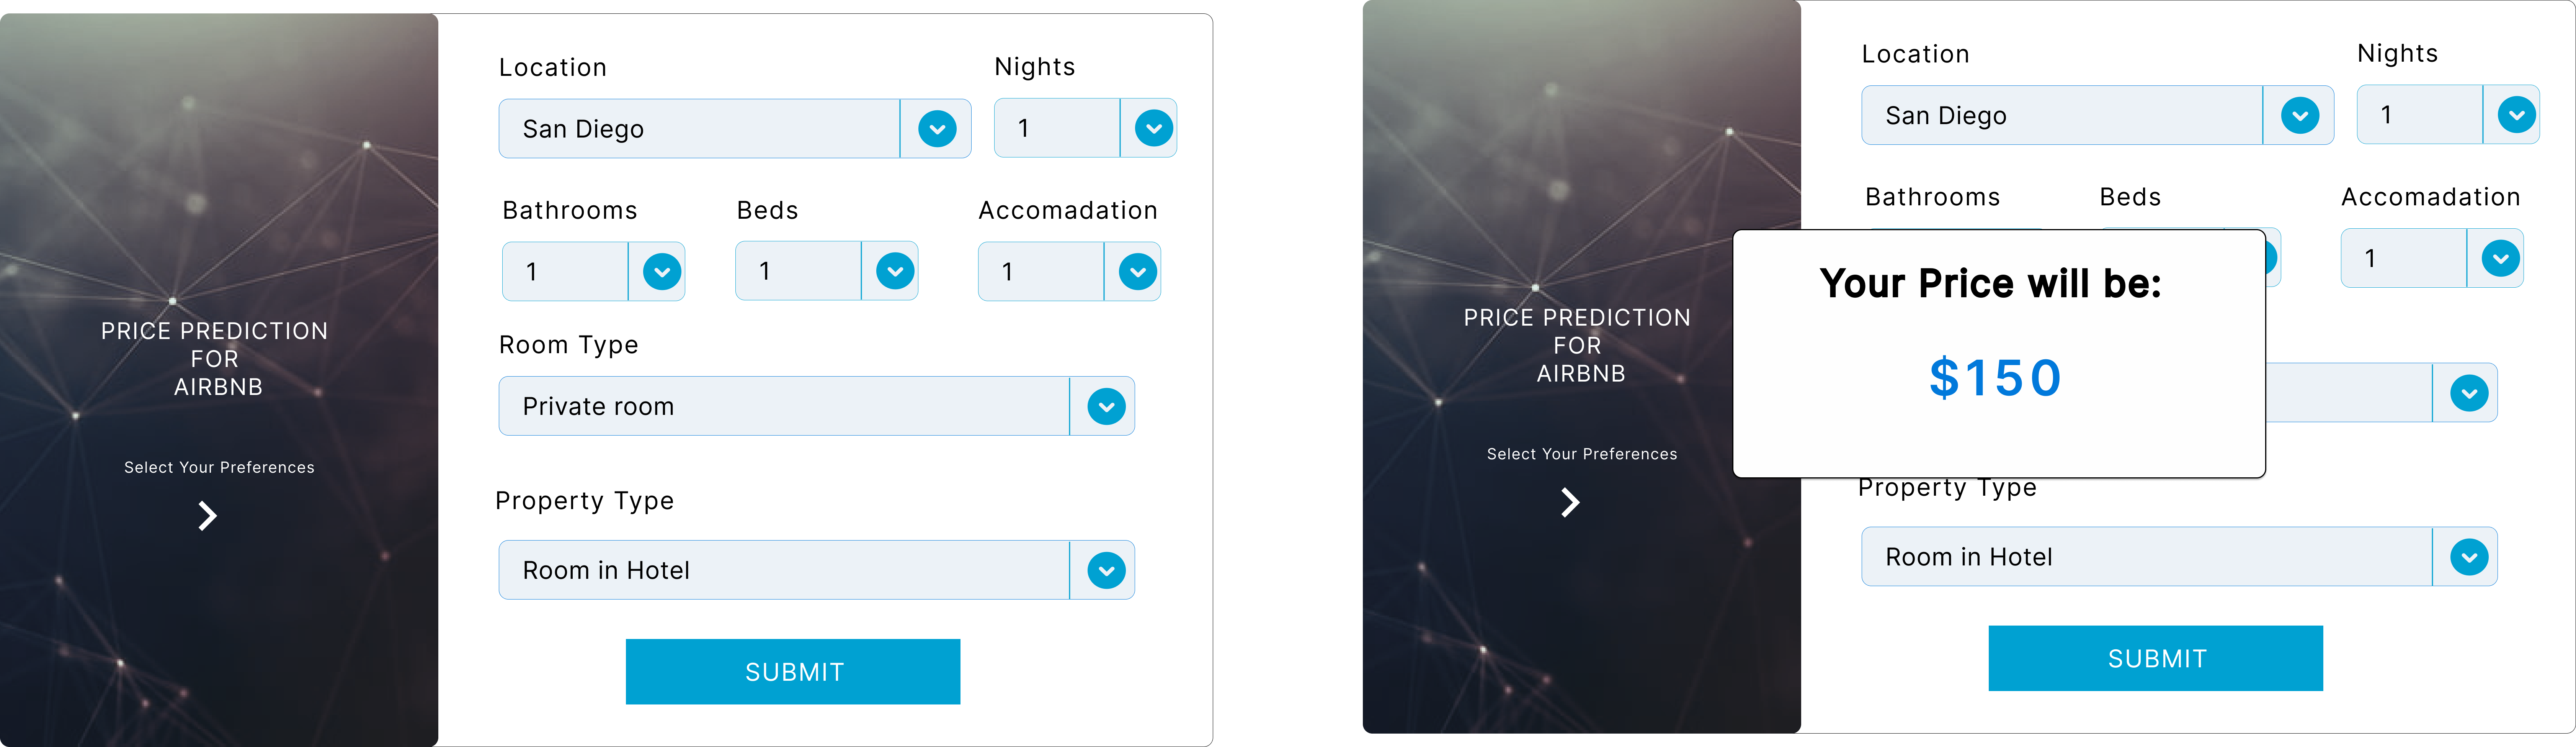 PRICE PREDICTION
FOR
AIRBNB
Select Your Preferences
Location
Nights
San Diego
1
Bathrooms
Beds
Accomadation
1
1
1
Room Type
Private room
Property Type
Room in Hotel
SUBMIT
PRICE PREDICTION
FOR
AIRBNB
Select Your Preferences
Location
Nights
San Diego
1
Bathrooms
Beds
Accomadation
1
Your Price will be:
$150
Property Type
Room in Hotel
SUBMIT